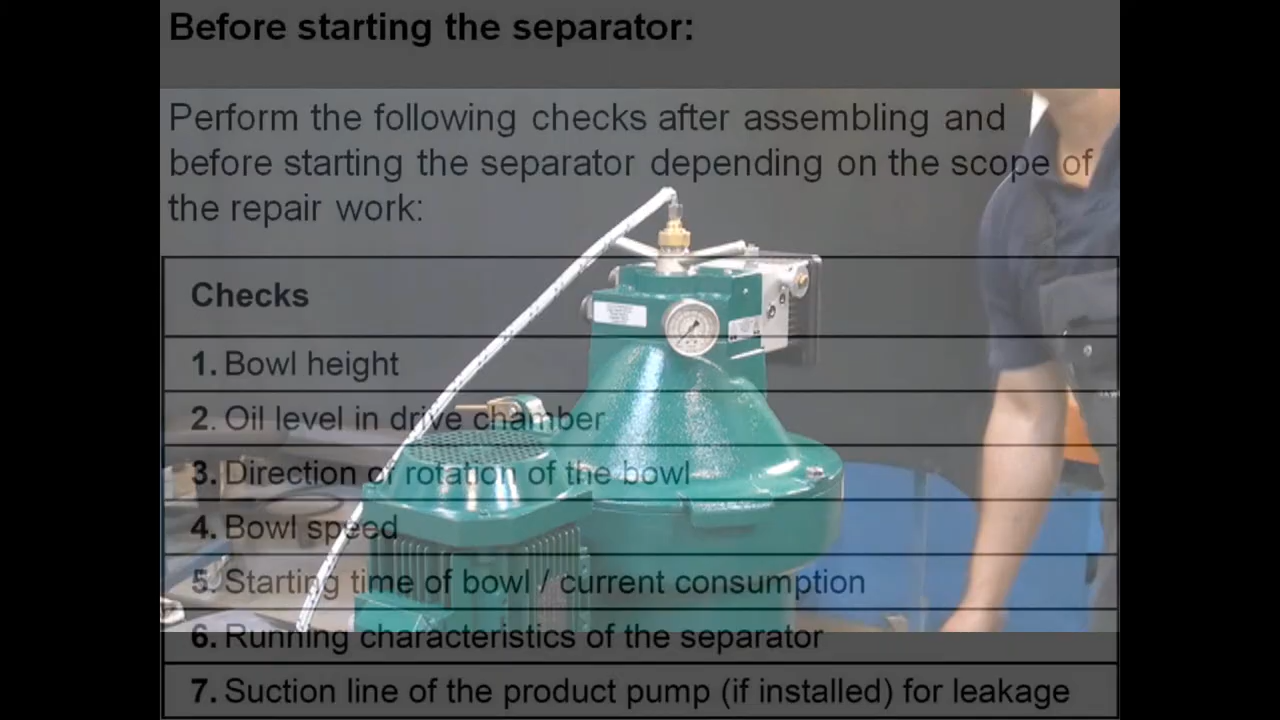 Before starting the separator:
Perform the following checks after assembling and
before starting the separator depending on the scope of
the repair work:
Checks
1. Bowl height
2. Oil level in drive chamber
3. Direction of rotation of the bowl
4. Bowl speed
5. Starting time of bowl / current consumption
6. Running characteristics of the separator
7. Suction line of the product pump (if installed) for leakage